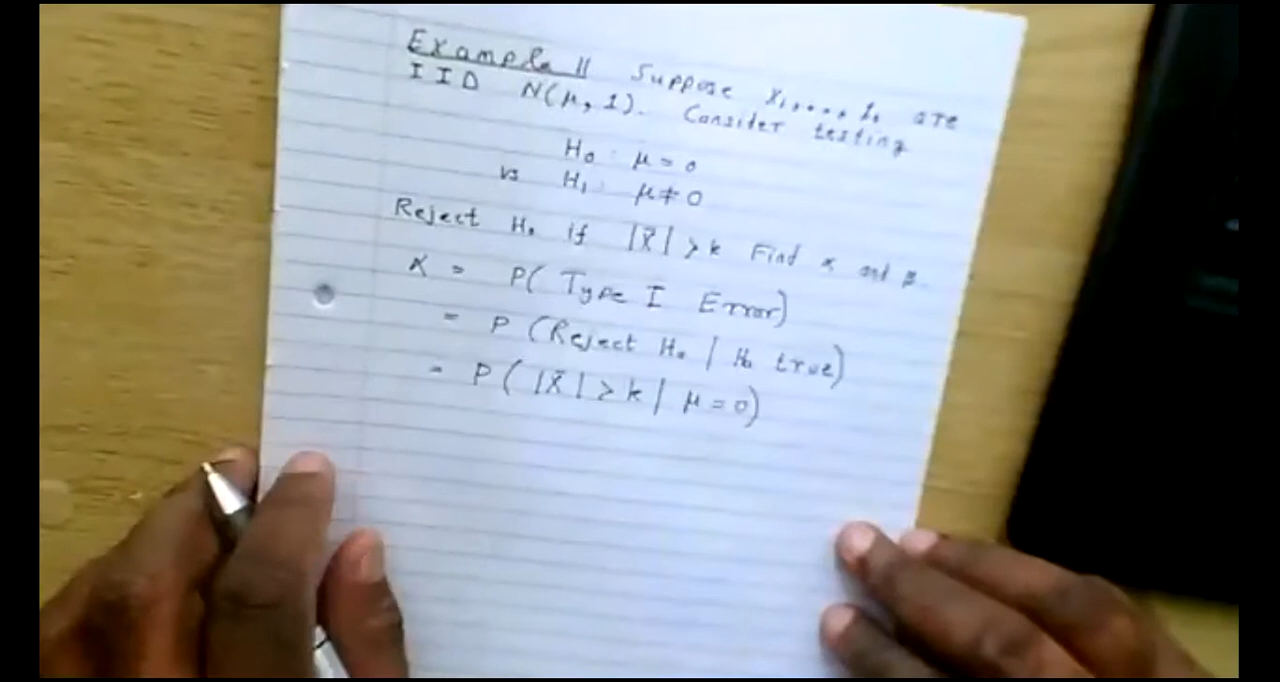 Example 11 Suppose X₁,..., Xₙ are
IID N(μ, 1). Consider testing
H₀: μ = 0
vs H₁: μ ≠ 0
Reject H₀ if |X̄| > k Find α and β.
α = P( Type I Error)
= P (Reject H₀ | H₀ true)
= P( |X̄| > k | μ = 0)